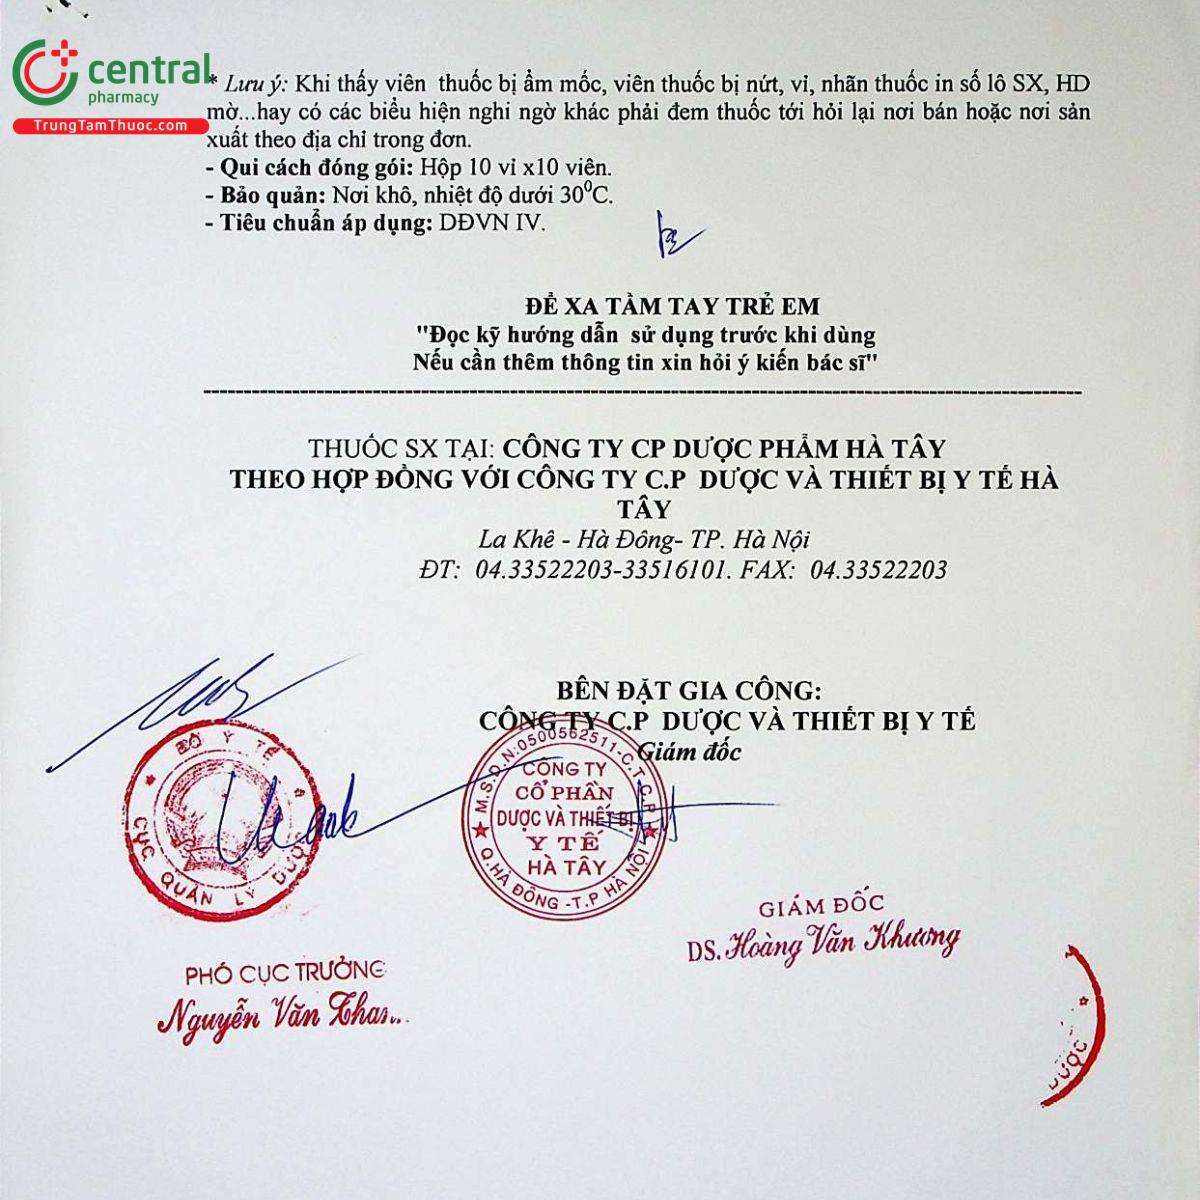 central
pharmacy
TrungTamThuoc.com
* Lưu ý: Khi thấy viên thuốc bị ẩm mốc, viên thuốc bị nứt, vỉ, nhãn thuốc in số lô SX, HD
mờ...hay có các biểu hiện nghi ngờ khác phải đem thuốc tới hỏi lại nơi bán hoặc nơi sản
xuất theo địa chỉ trong đơn.
- Qui cách đóng gói: Hộp 10 vỉ x10 viên.
- Bảo quản: Nơi khô, nhiệt độ dưới 30⁰C.
- Tiêu chuẩn áp dụng: DĐVN IV.
ĐỂ XA TẦM TAY TRẺ EM
"Đọc kỹ hướng dẫn sử dụng trước khi dùng
Nếu cần thêm thông tin xin hỏi ý kiến bác sĩ"
THUỐC SX TẠI: CÔNG TY CP DƯỢC PHẨM HÀ TÂY
THEO HỢP ĐỒNG VỚI CÔNG TY C.P DƯỢC VÀ THIẾT BỊ Y TẾ HÀ
TÂY
La Khê - Hà Đông- TP. Hà Nội
ĐT: 04.33522203-33516101. FAX: 04.33522203
BÊN ĐẶT GIA CÔNG:
CÔNG TY C.P DƯỢC VÀ THIẾT BỊ Y TẾ
Giám đốc
BỘ Y TẾ
CỤC QUẢN LÝ DƯỢC
M.S.D.N:0500562511-C.T.C.P
CÔNG TY
CỔ PHẦN
DƯỢC VÀ THIẾT BỊ
Y TẾ
HÀ TÂY
Q.HÀ ĐÔNG -T.P HÀ NỘI
GIÁM ĐỐC
DS. Hoàng Văn Khương
PHÓ CỤC TRƯỞNG
Nguyễn Văn
DƯỢC